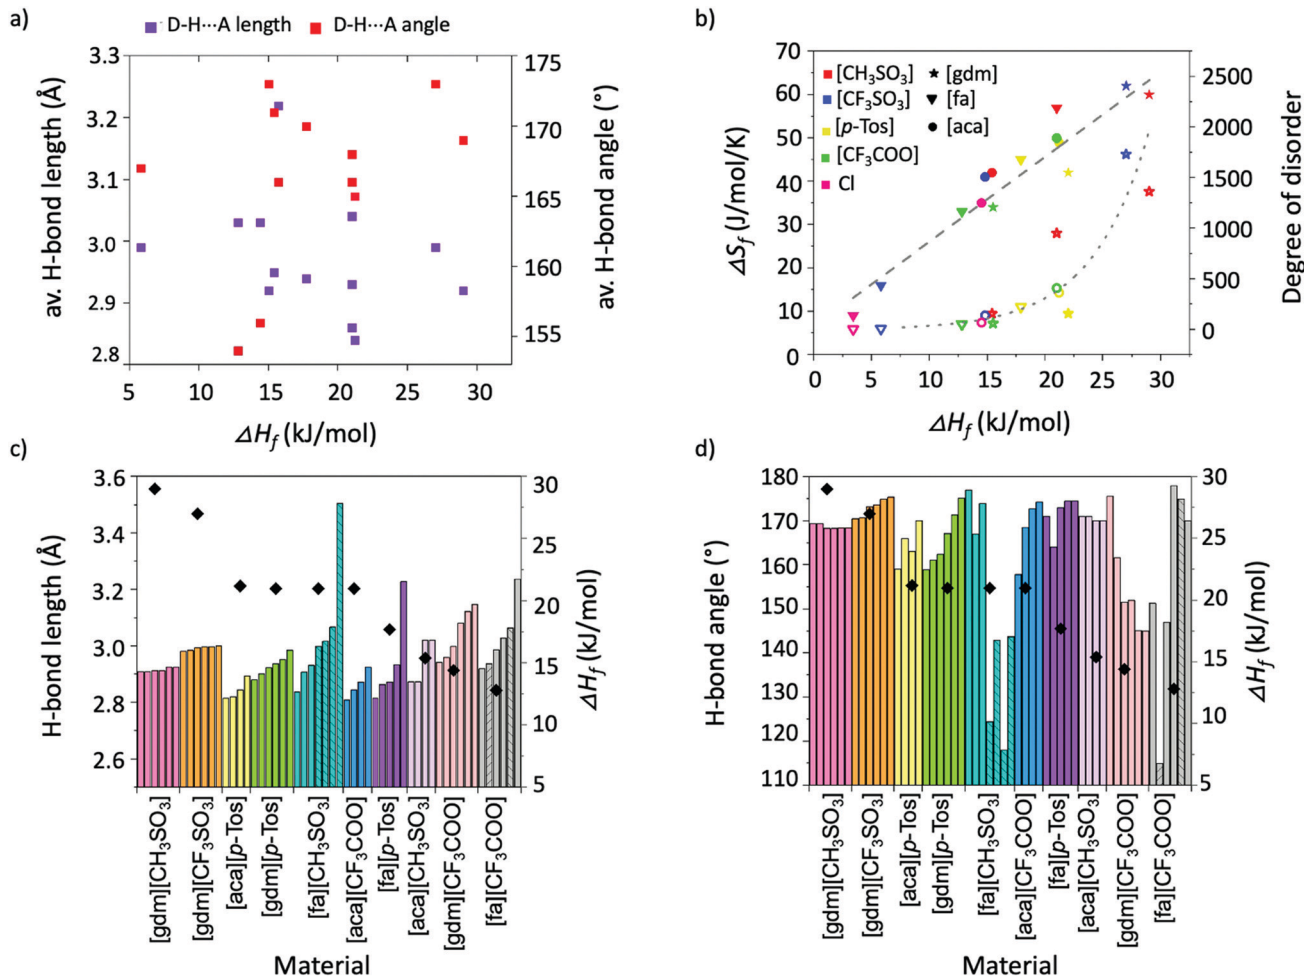 a)
D-H···A length
D-H···A angle
3.3
3.2
3.1
3.0
2.9
2.8
av. H-bond length (Å)
175
170
165
160
155
av. H-bond angle (°)
5
10
15
20
25
30
ΔH_f (kJ/mol)
b)
70
60
50
40
30
20
10
0
ΔS_f (J/mol/K)
[CH₃SO₃]
[CF₃SO₃]
[p-Tos]
[CF₃COO]
Cl
[gdm]
[fa]
[aca]
2500
2000
1500
1000
500
0
Degree of disorder
0
5
10
15
20
25
30
ΔH_f (kJ/mol)
c)
3.6
3.4
3.2
3.0
2.8
2.6
H-bond length (Å)
30
25
20
15
10
5
ΔH_f (kJ/mol)
[gdm][CH₃SO₃]
[gdm][CF₃SO₃]
[aca][p-Tos]
[gdm][p-Tos]
[fa][CH₃SO₃]
[aca][CF₃COO]
[fa][p-Tos]
[aca][CH₃SO₃]
[gdm][CF₃COO]
[fa][CF₃COO]
Material
d)
180
170
160
150
140
130
120
110
H-bond angle (°)
30
25
20
15
10
5
ΔH_f (kJ/mol)
[gdm][CH₃SO₃]
[gdm][CF₃SO₃]
[aca][p-Tos]
[gdm][p-Tos]
[fa][CH₃SO₃]
[aca][CF₃COO]
[fa][p-Tos]
[aca][CH₃SO₃]
[gdm][CF₃COO]
[fa][CF₃COO]
Material